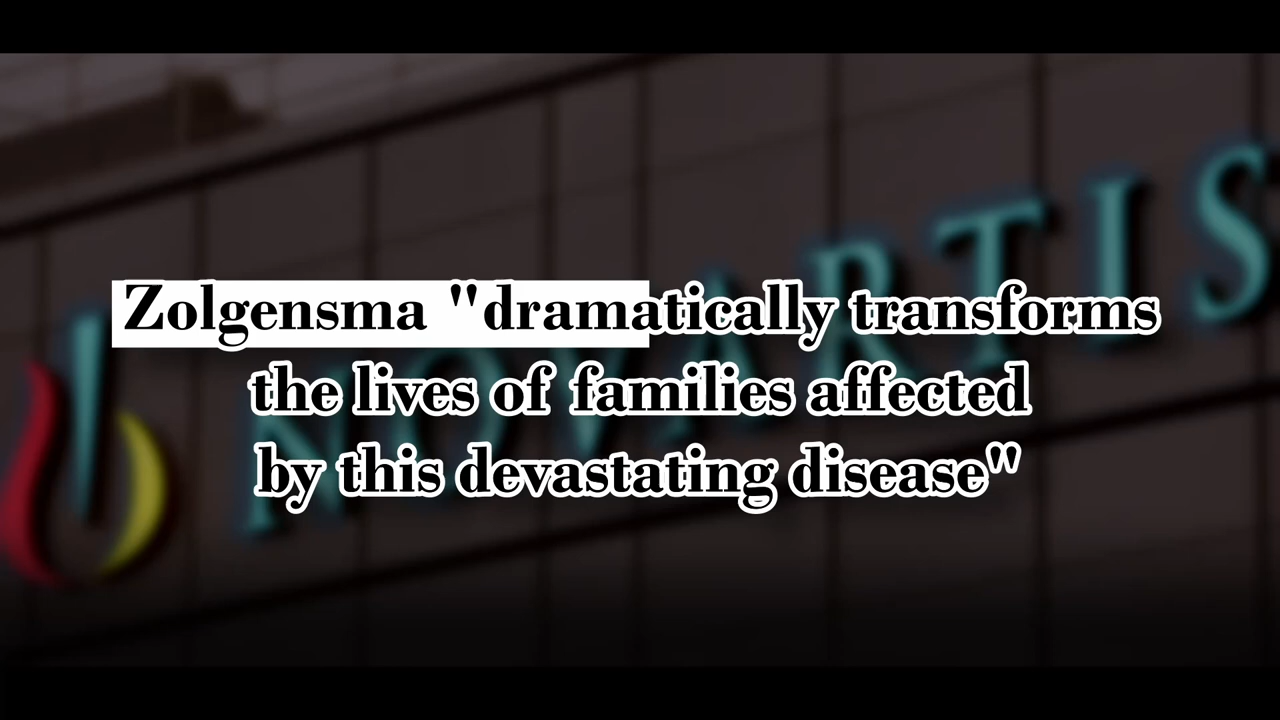 Zolgensma "dramatically transforms
the lives of families affected
by this devastating disease"
NOVARTIS